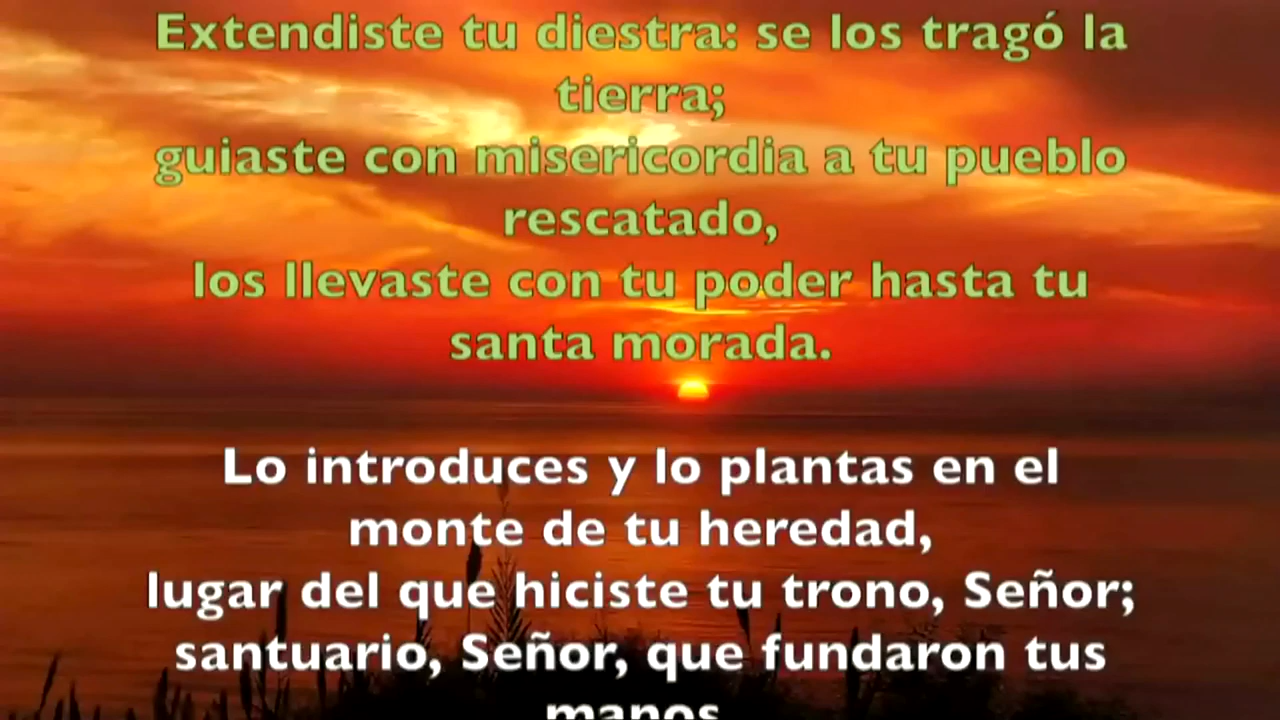 Extendiste tu diestra: se los tragó la
tierra;
guiaste con misericordia a tu pueblo
rescatado,
los llevaste con tu poder hasta tu
santa morada.
Lo introduces y lo plantas en el
monte de tu heredad,
lugar del que hiciste tu trono, Señor;
santuario, Señor, que fundaron tus
manos.